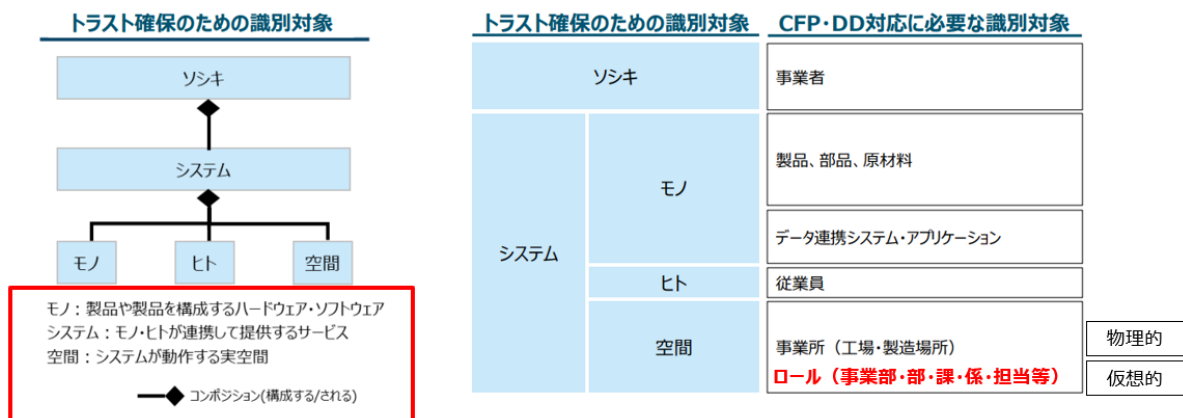 トラスト確保のための識別対象
ソシキ
システム
モノ
ヒト
空間
モノ：製品や製品を構成するハードウェア・ソフトウェア
システム：モノ・ヒトが連携して提供するサービス
空間：システムが動作する実空間
コンポジション(構成する/される)
トラスト確保のための識別対象
CFP・DD対応に必要な識別対象
ソシキ
事業者
システム
モノ
製品、部品、原材料
データ連携システム・アプリケーション
ヒト
従業員
空間
事業所（工場・製造場所）
ロール（事業部・部・課・係・担当等）
物理的
仮想的